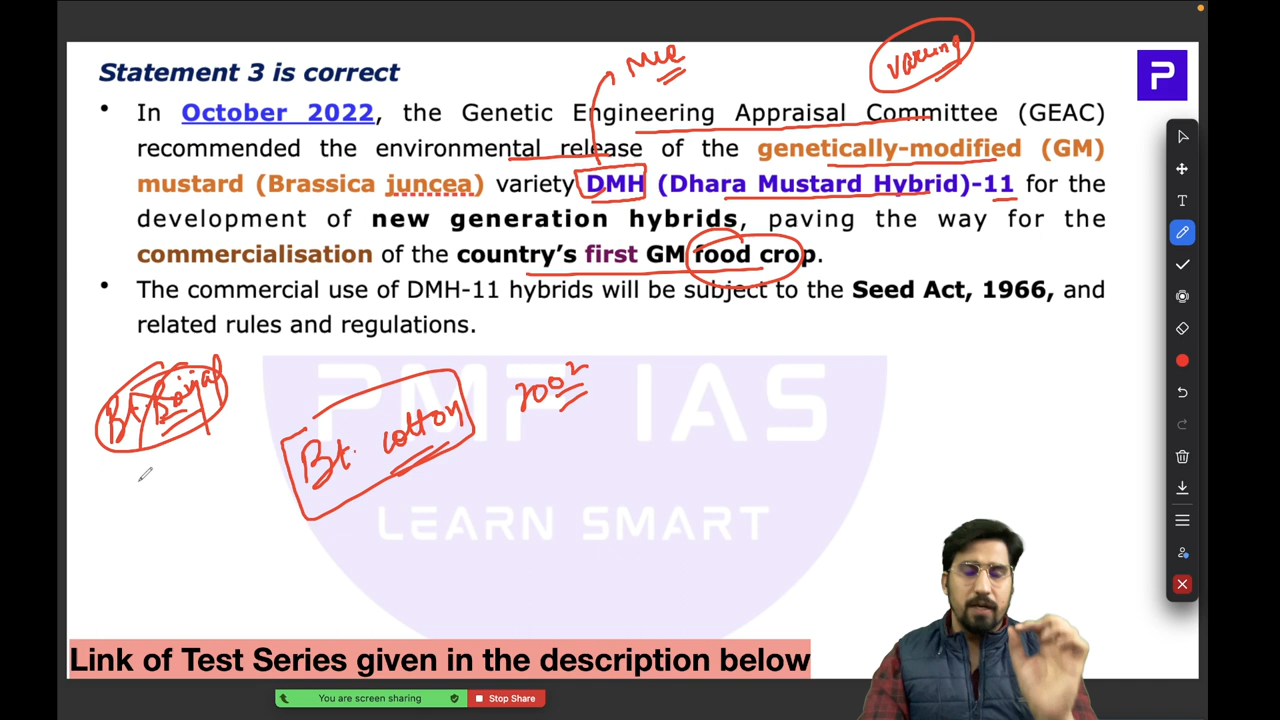 Statement 3 is correct
varuna
P
• In October 2022, the Genetic Engineering Appraisal Committee (GEAC)
recommended the environmental release of the genetically-modified (GM)
mustard (Brassica juncea) variety DMH (Dhara Mustard Hybrid)-11 for the
development of new generation hybrids, paving the way for the
commercialisation of the country's first GM food crop.
• The commercial use of DMH-11 hybrids will be subject to the Seed Act, 1966, and
related rules and regulations.
Bt. Brinjal
Bt. cotton
2002
PMF IAS
LEARN SMART
T
Link of Test Series given in the description below
You are screen sharing
Stop Share